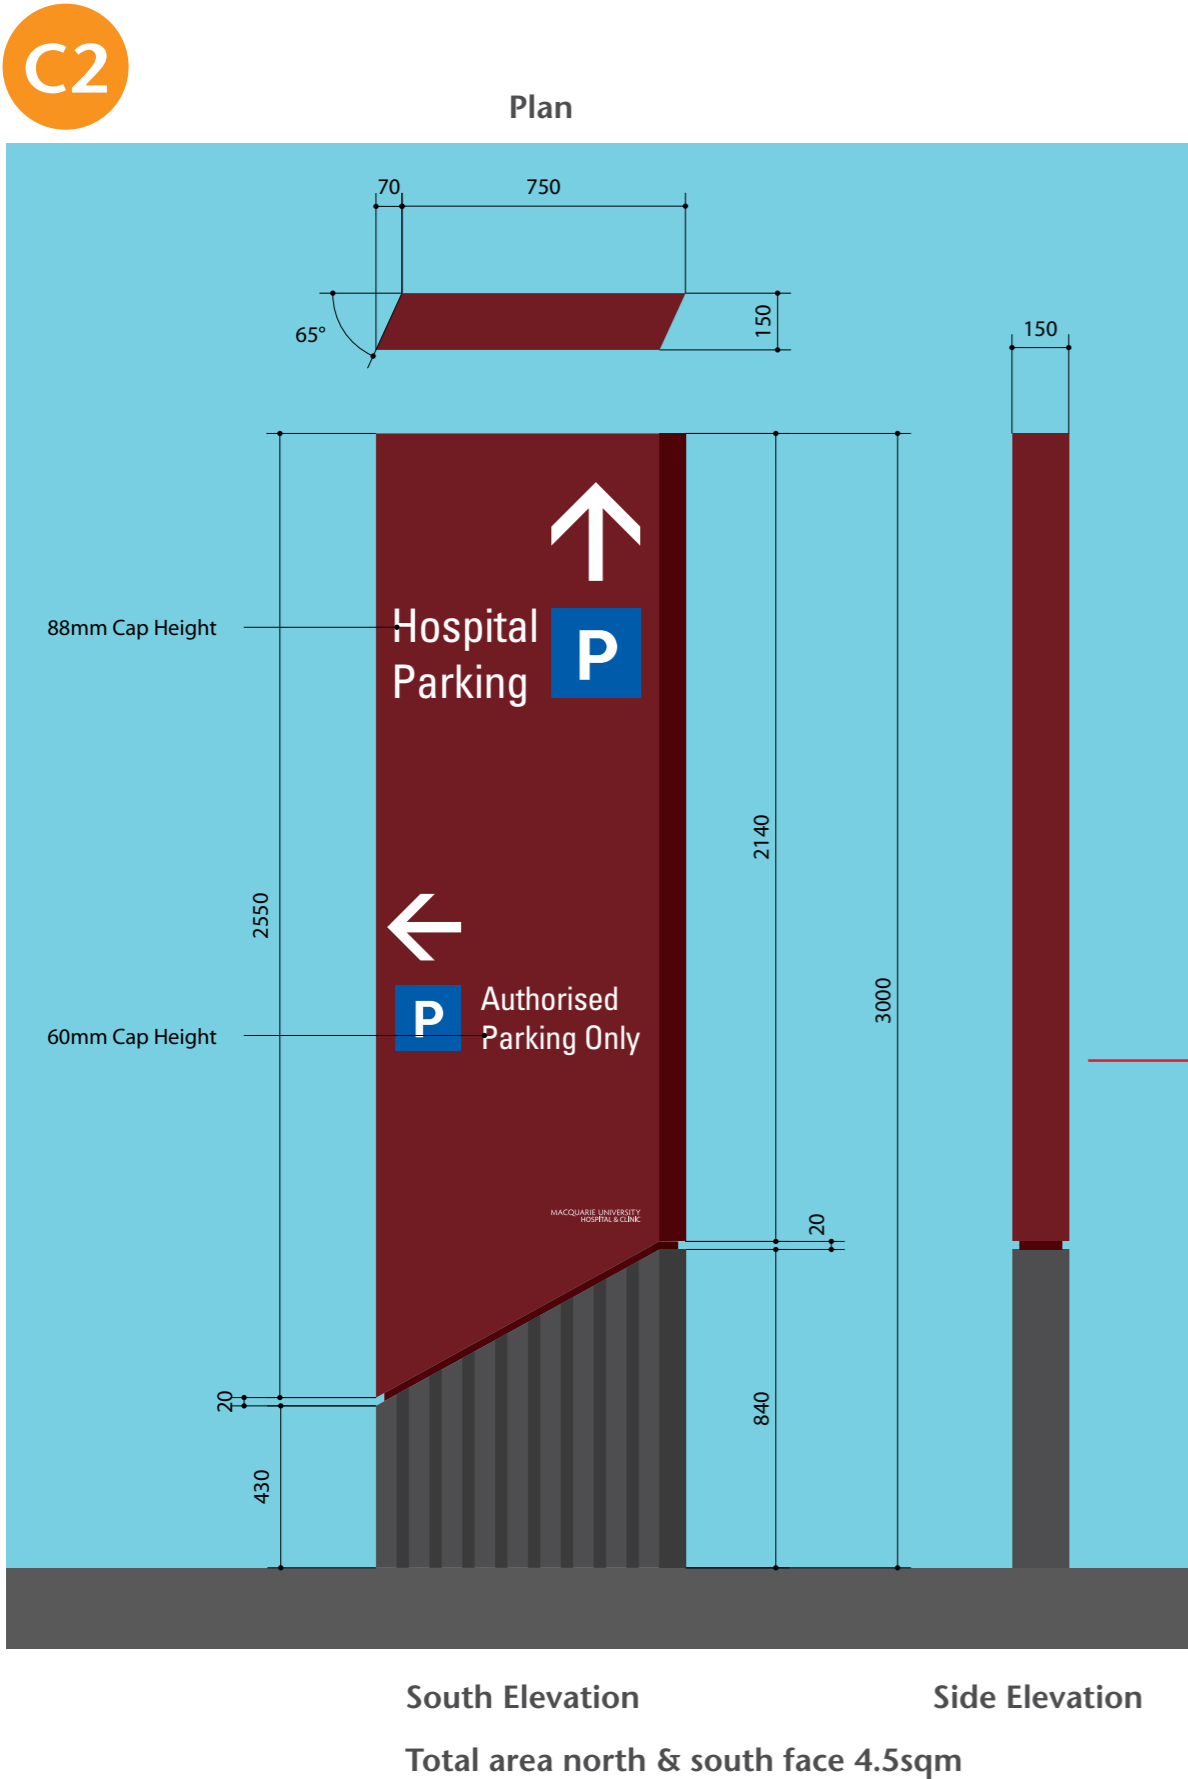 C2
Plan
70
750
65°
150
150
88mm Cap Height
Hospital
Parking
P
2550
2140
3000
60mm Cap Height
P
Authorised
Parking Only
MACQUARIE UNIVERSITY
HOSPITAL & CLINIC
20
20
430
840
South Elevation
Side Elevation
Total area north & south face 4.5sqm